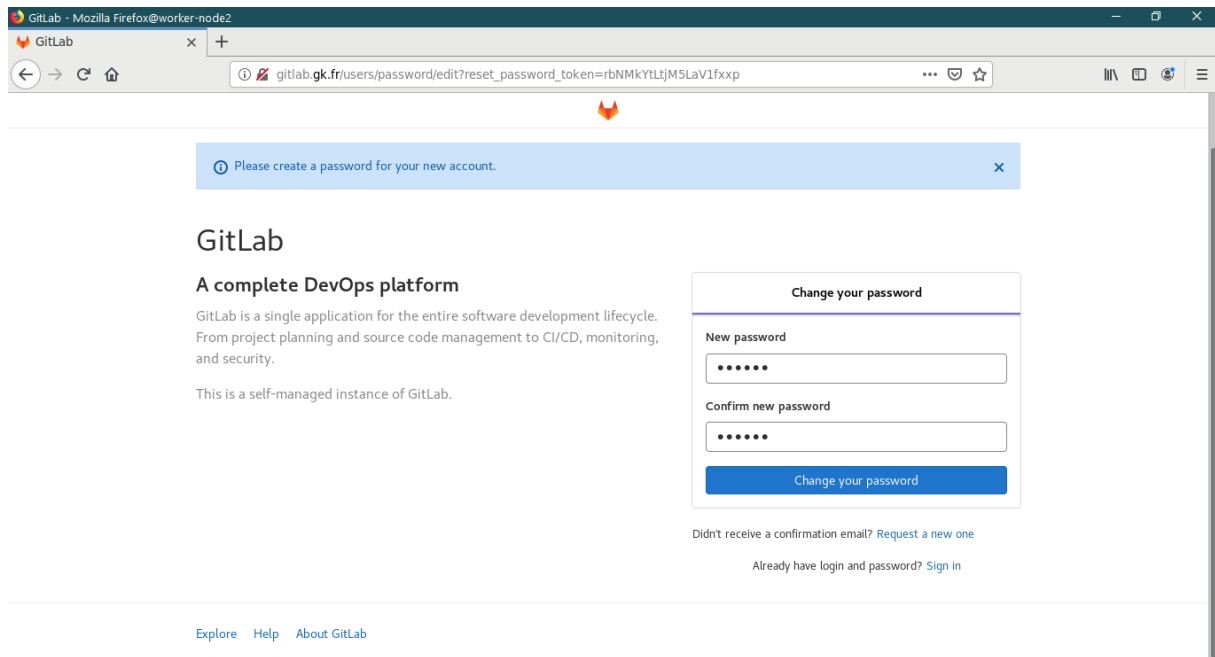 GitLab - Mozilla Firefox@worker-node2
GitLab
gitlab.gk.fr/users/password/edit?reset_password_token=rbNMkYtLtjM5LaV1fxxp
Please create a password for your new account.
GitLab
A complete DevOps platform
GitLab is a single application for the entire software development lifecycle.
From project planning and source code management to CI/CD, monitoring,
and security.
This is a self-managed instance of GitLab.
Change your password
New password
••••••
Confirm new password
••••••
Change your password
Didn't receive a confirmation email? Request a new one
Already have login and password? Sign in
Explore Help About GitLab